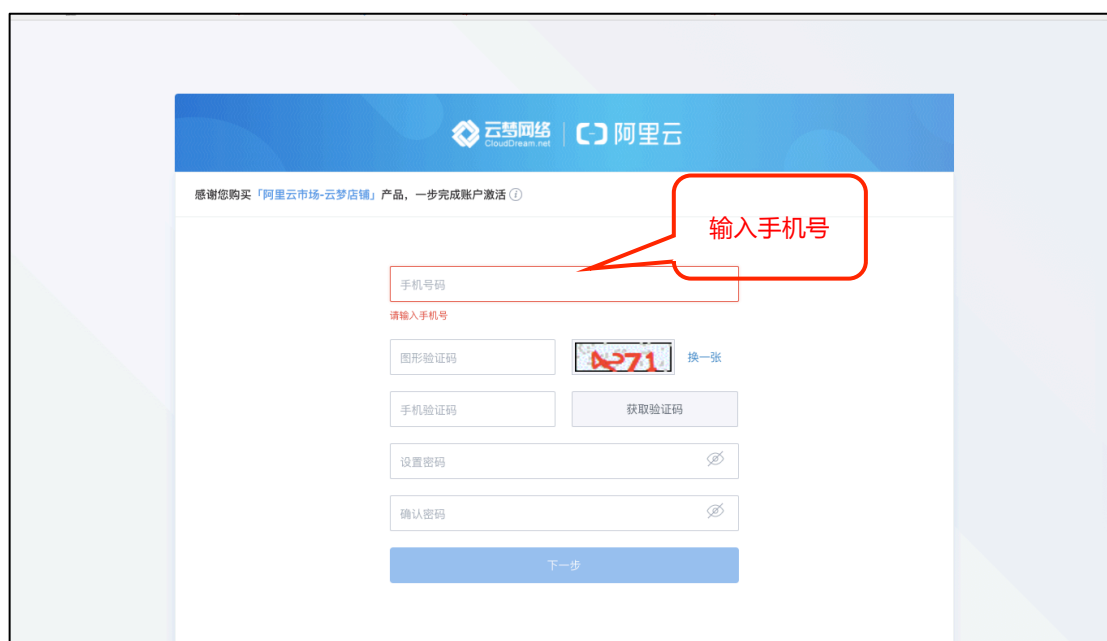 云梦网络
CloudDream.net
阿里云
感谢您购买「阿里云市场-云梦店铺」产品，一步完成账户激活
输入手机号
手机号码
请输入手机号
图形验证码
换一张
手机验证码
获取验证码
设置密码
确认密码
下一步